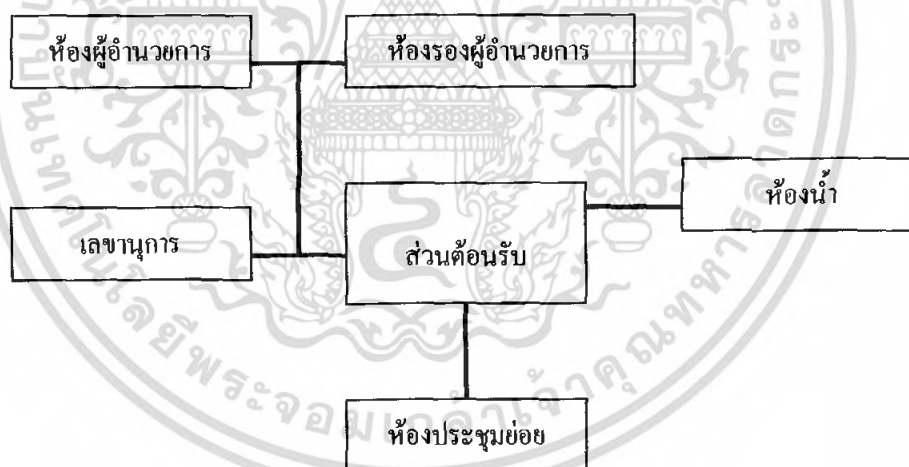 ห้องผู้อำนวยการ
ห้องรองผู้อำนวยการ
ห้องน้ำ
เลขานุการ
ส่วนต้อนรับ
ห้องประชุมย่อย